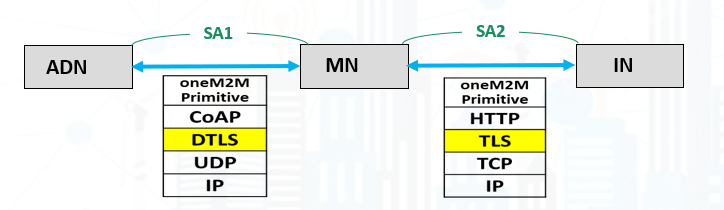 SA1
SA2
ADN
MN
IN
oneM2M
Primitive
CoAP
DTLS
UDP
IP
oneM2M
Primitive
HTTP
TLS
TCP
IP